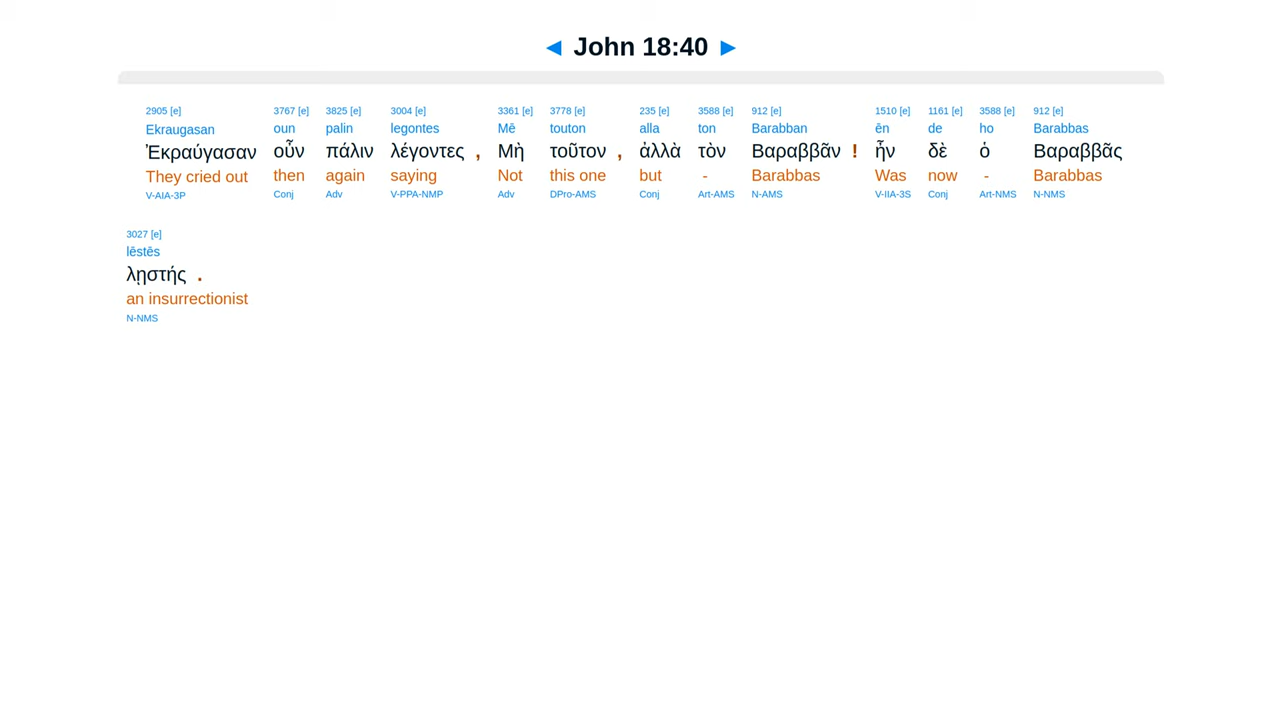 ◄ John 18:40 ►
2905 [e] 3767 [e] 3825 [e] 3004 [e] 3361 [e] 3778 [e] 235 [e] 3588 [e] 912 [e] 1510 [e] 1161 [e] 3588 [e] 912 [e]
Ekraugasan oun palin legontes Mē touton alla ton Barabban ēn de ho Barabbas
Ἐκραύγασαν οὖν πάλιν λέγοντες , Μὴ τοῦτον , ἀλλὰ τὸν Βαραββᾶν ! ἦν δὲ ὁ Βαραββᾶς
They cried out then again saying Not this one but - Barabbas Was now - Barabbas
V-AIA-3P Conj Adv V-PPA-NMP Adv DPro-AMS Conj Art-AMS N-AMS V-IIA-3S Conj Art-NMS N-NMS
3027 [e]
lēstēs
λῃστής .
an insurrectionist
N-NMS